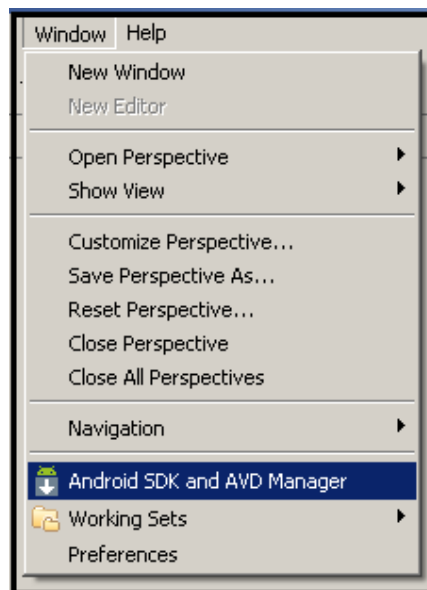 Window Help
New Window
New Editor
Open Perspective
Show View
Customize Perspective...
Save Perspective As...
Reset Perspective...
Close Perspective
Close All Perspectives
Navigation
Android SDK and AVD Manager
Working Sets
Preferences